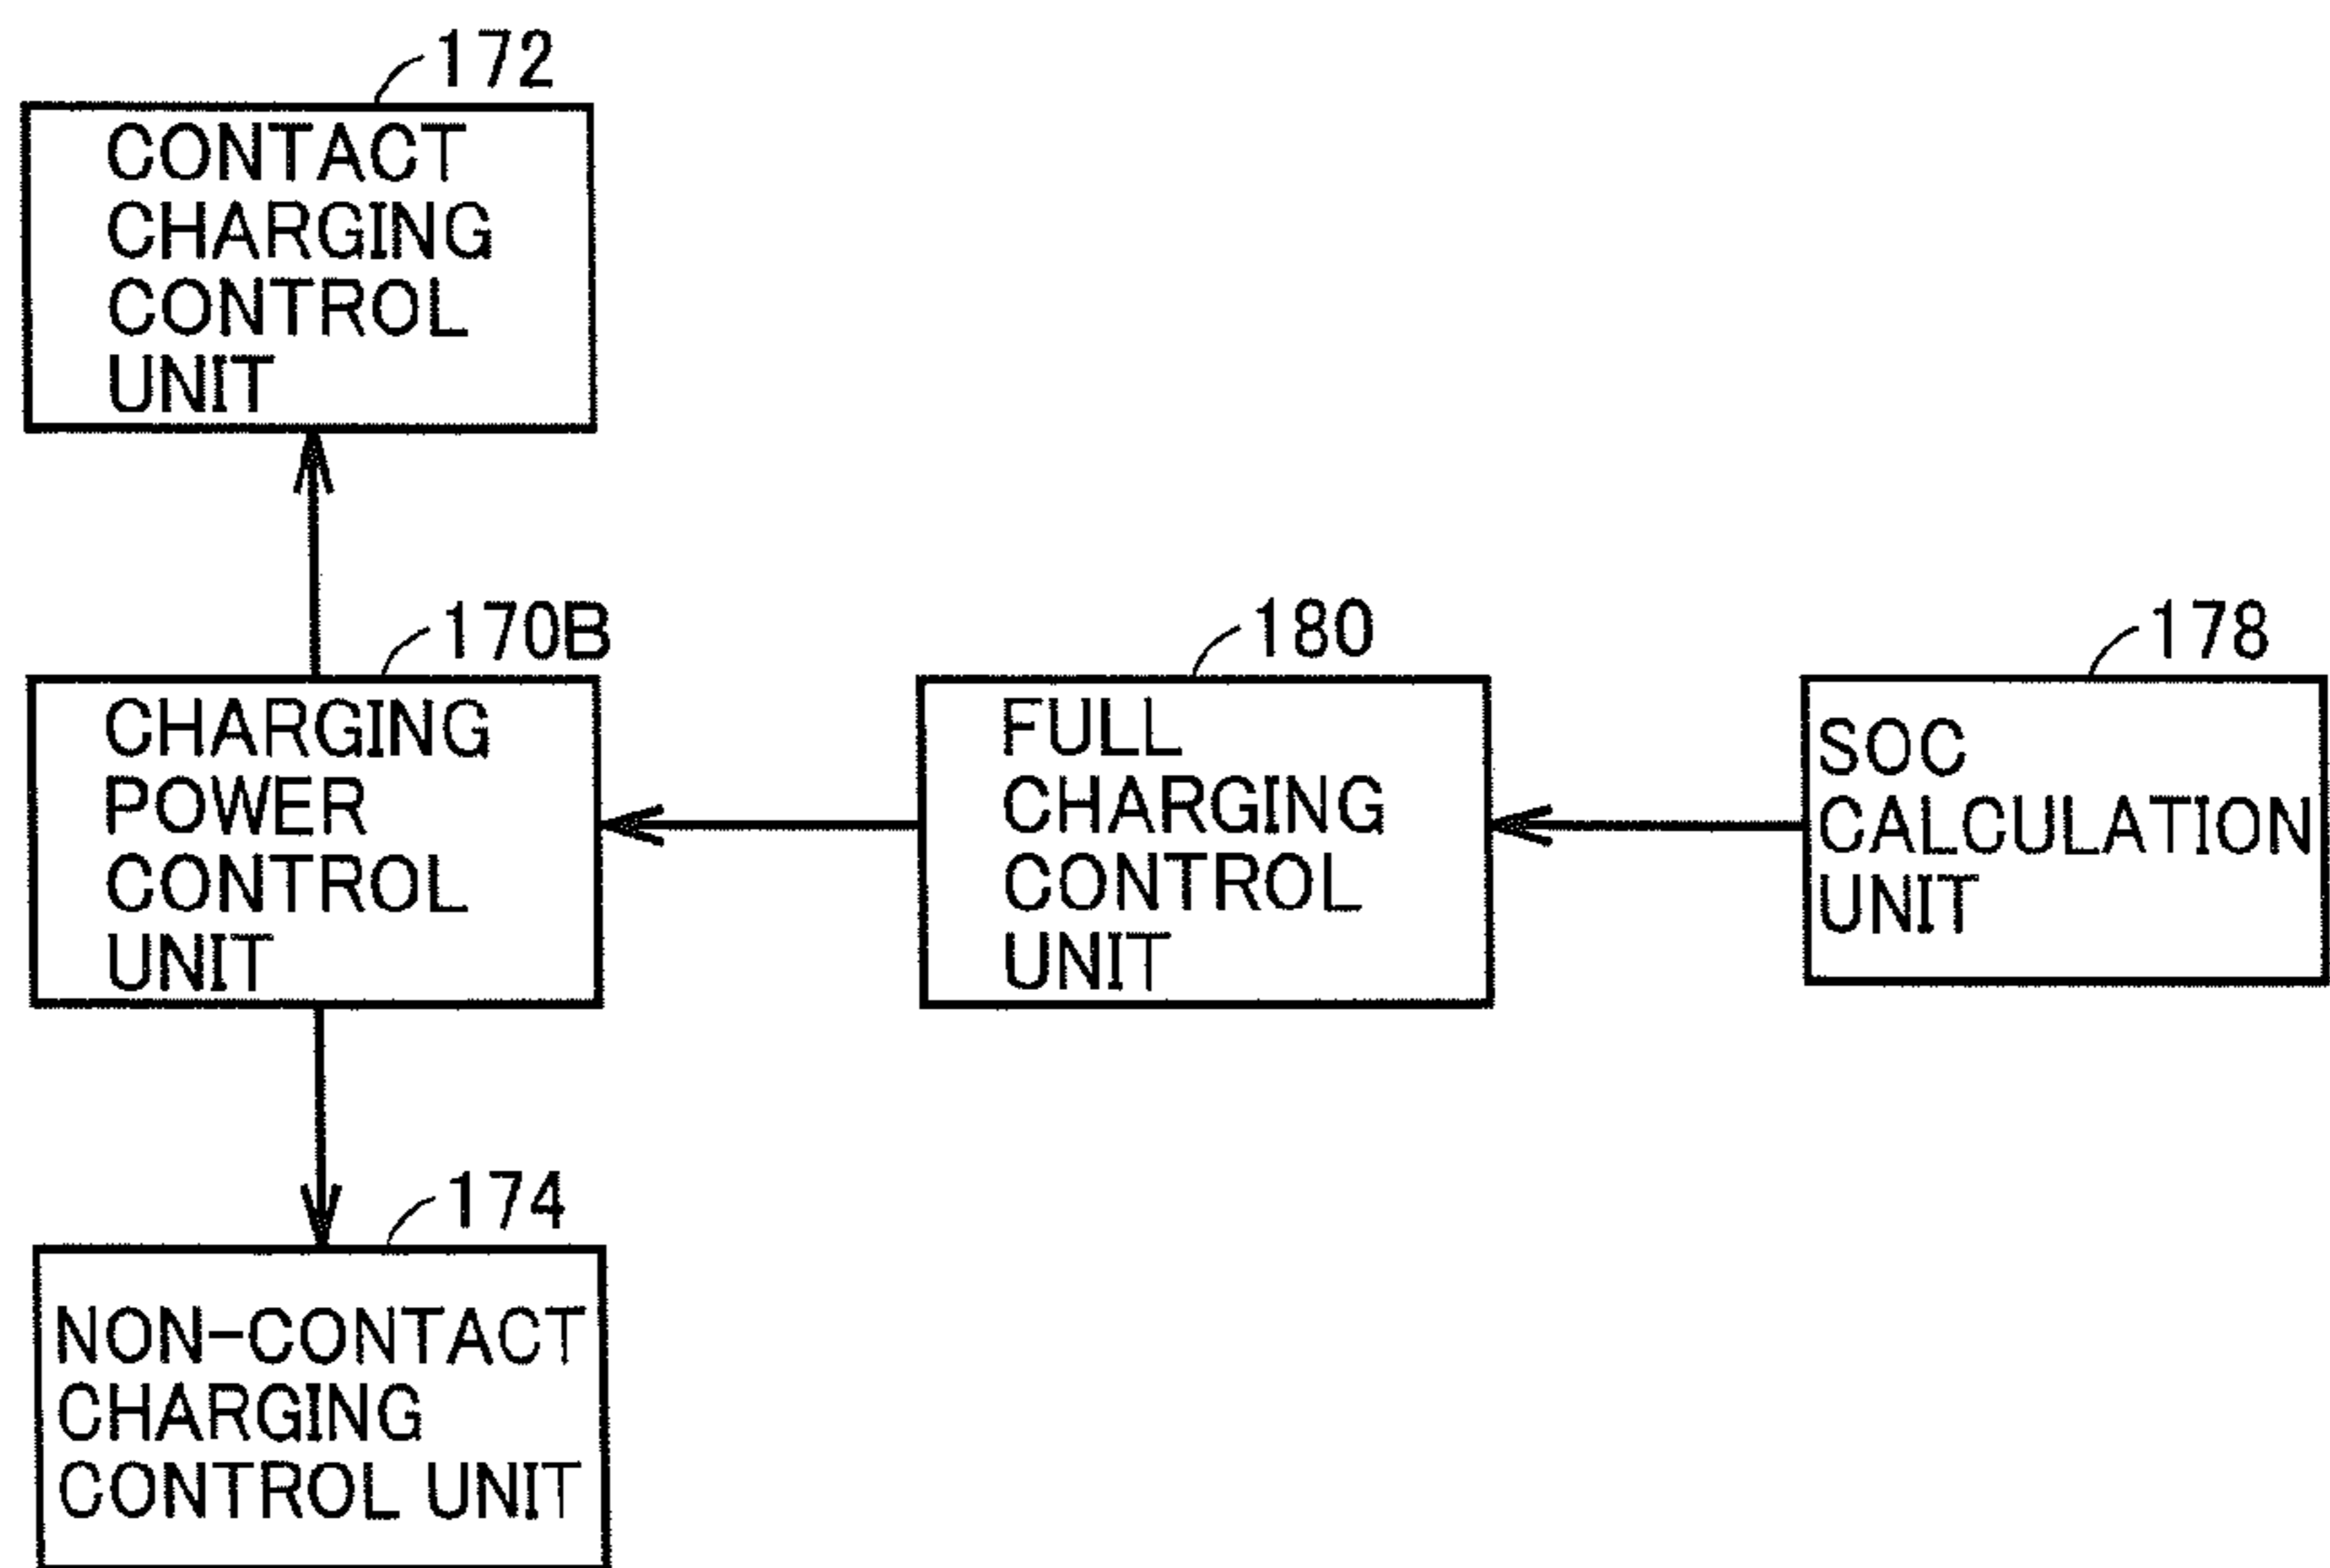 172
CONTACT
CHARGING
CONTROL
UNIT
170B
CHARGING
POWER
CONTROL
UNIT
180
FULL
CHARGING
CONTROL
UNIT
178
SOC
CALCULATION
UNIT
174
NON-CONTACT
CHARGING
CONTROL UNIT